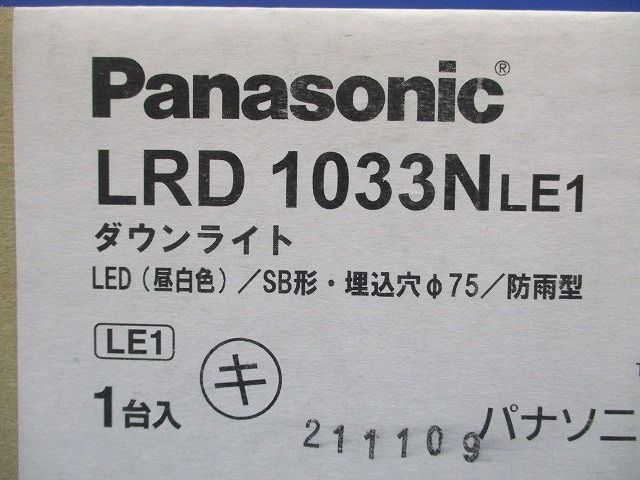 Panasonic®
LRD 1033NLE1
ダウンライト
LED（昼白色）／SB形・埋込穴φ75／防雨型
LE1
キ
1台入
211109
パナソニ